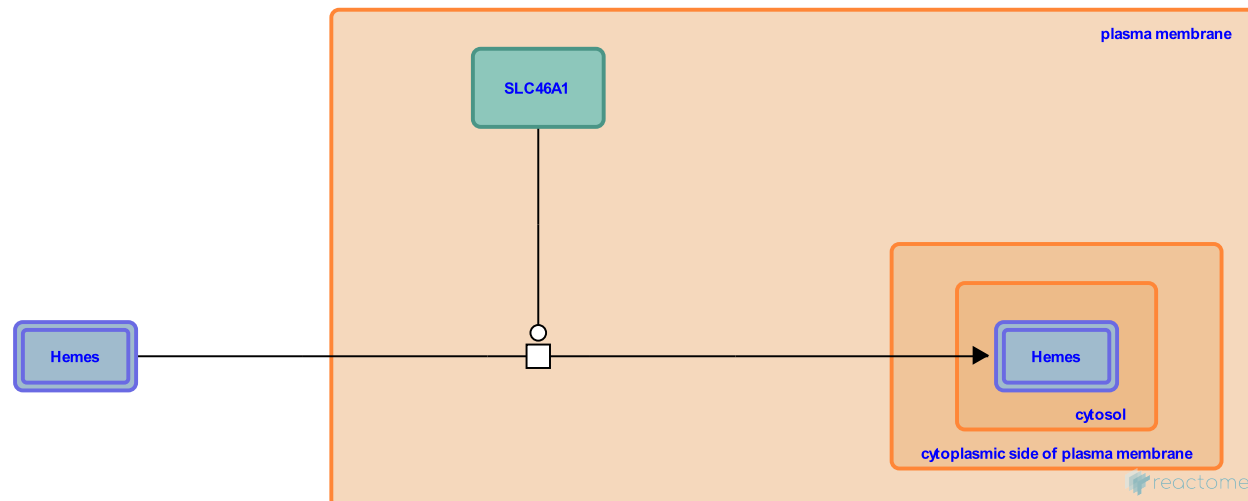 plasma membrane
SLC46A1
Hemes
Hemes
cytosol
cytoplasmic side of plasma membrane
reactome